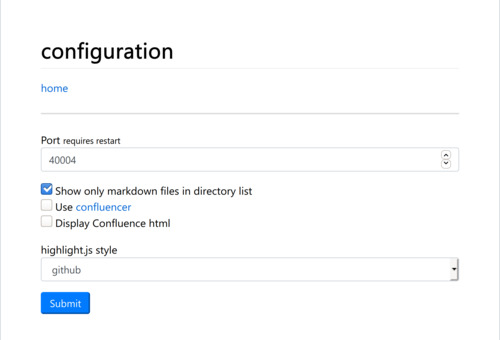 configuration
home
Port requires restart
40004
Show only markdown files in directory list
Use confluencer
Display Confluence html
highlight.js style
github
Submit